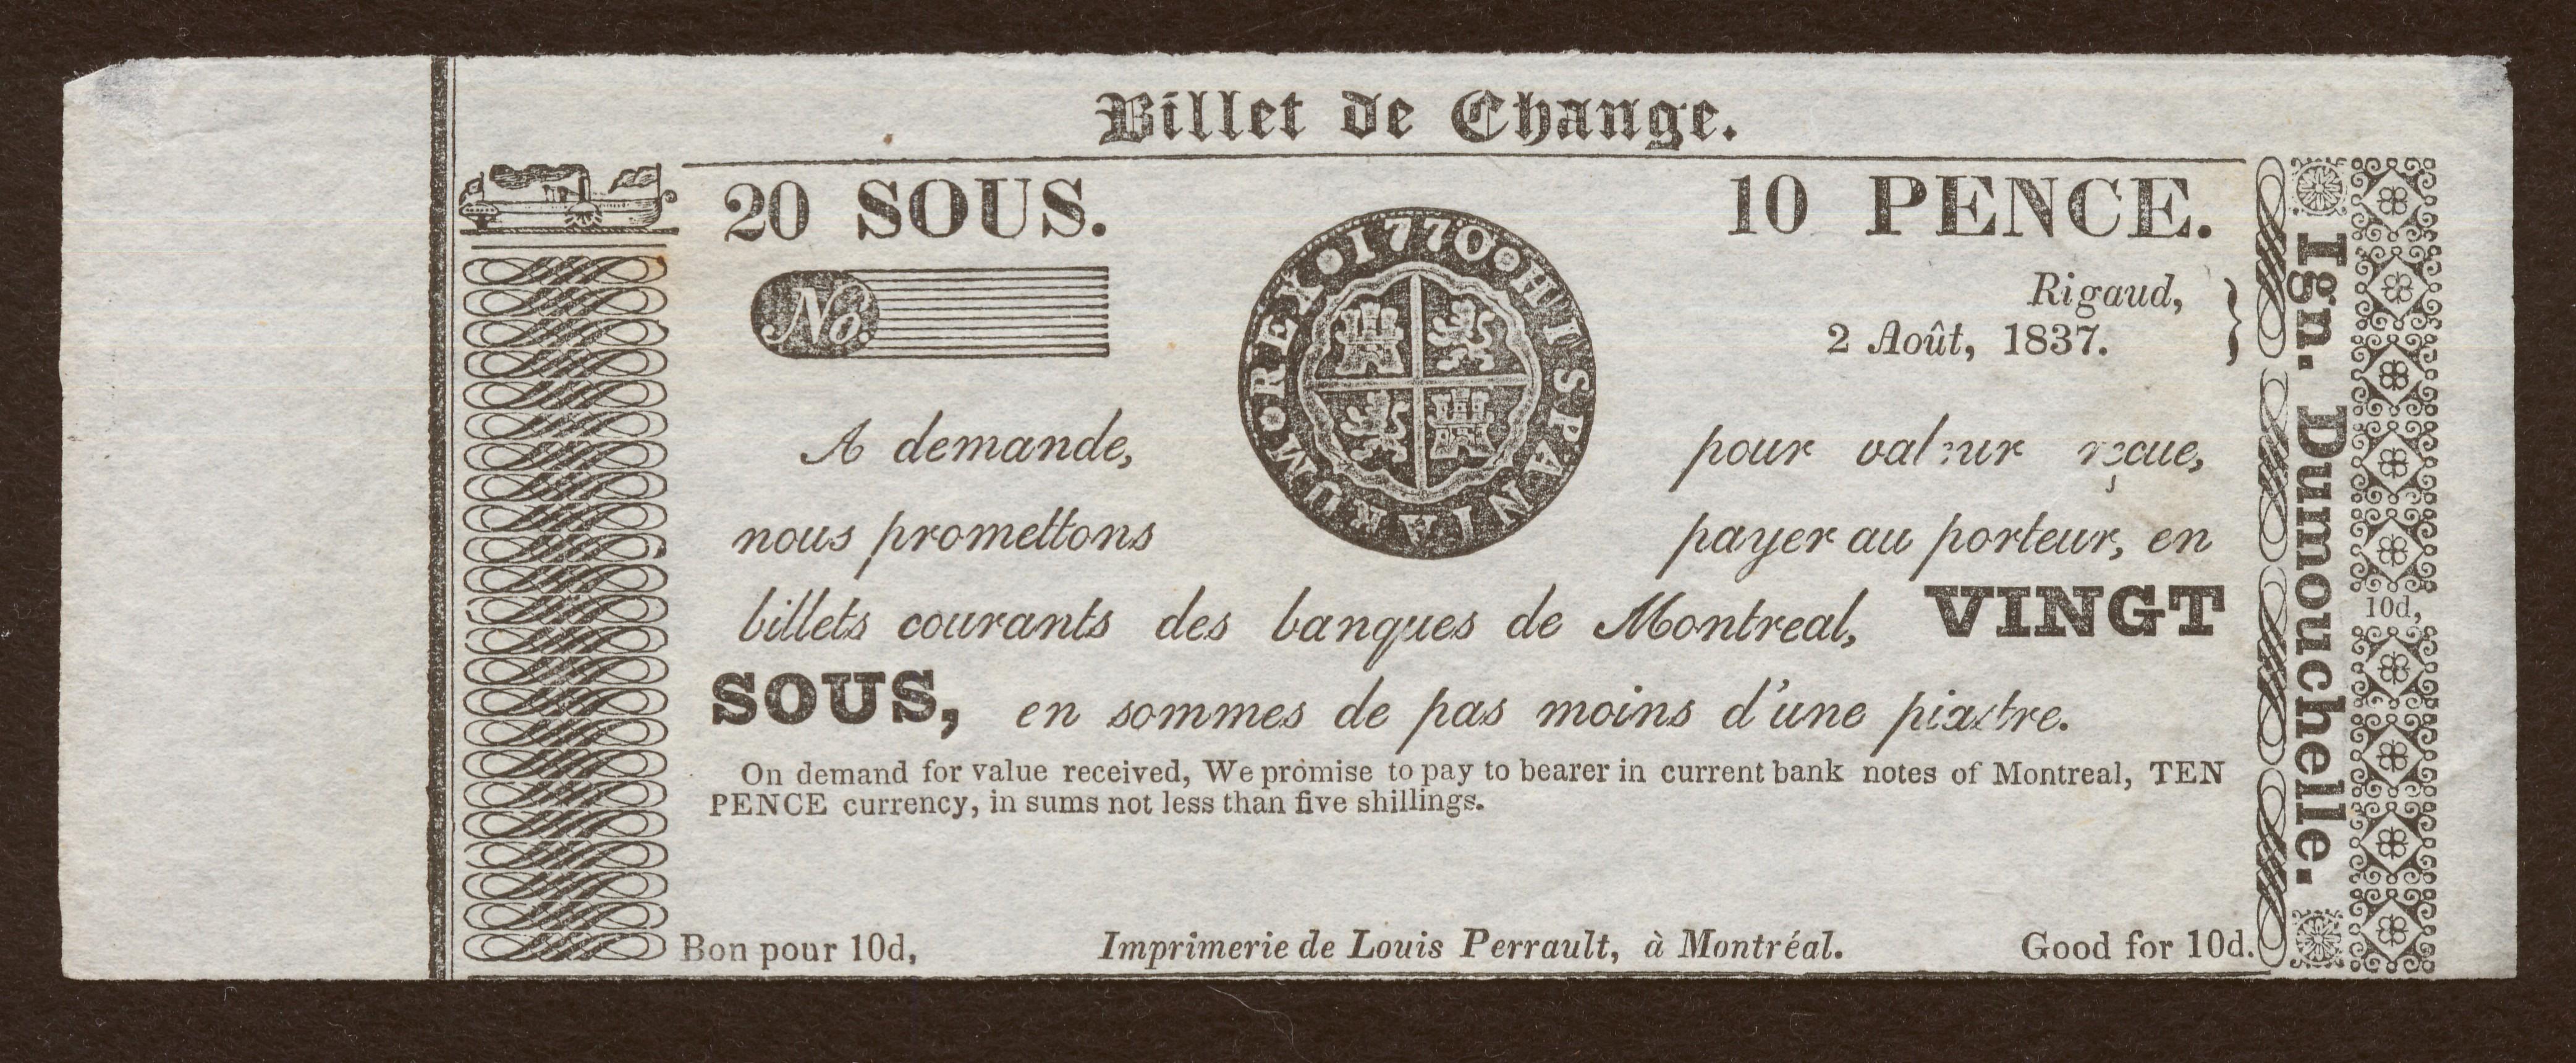 Billet de Change.
20 SOUS.
10 PENCE.
No.
1770 HISPANIARUM REX
Rigaud,
2 Août, 1837.
A demande, pour valeur reçue,
nous promettons payer au porteur, en
billets courants des banques de Montreal, VINGT
SOUS, en sommes de pas moins d'une piastre.
On demand for value received, We promise to pay to bearer in current bank notes of Montreal, TEN
PENCE currency, in sums not less than five shillings.
Bon pour 10d,
Imprimerie de Louis Perrault, à Montréal.
Good for 10d.
Ign. Dumouchelle.
10d,